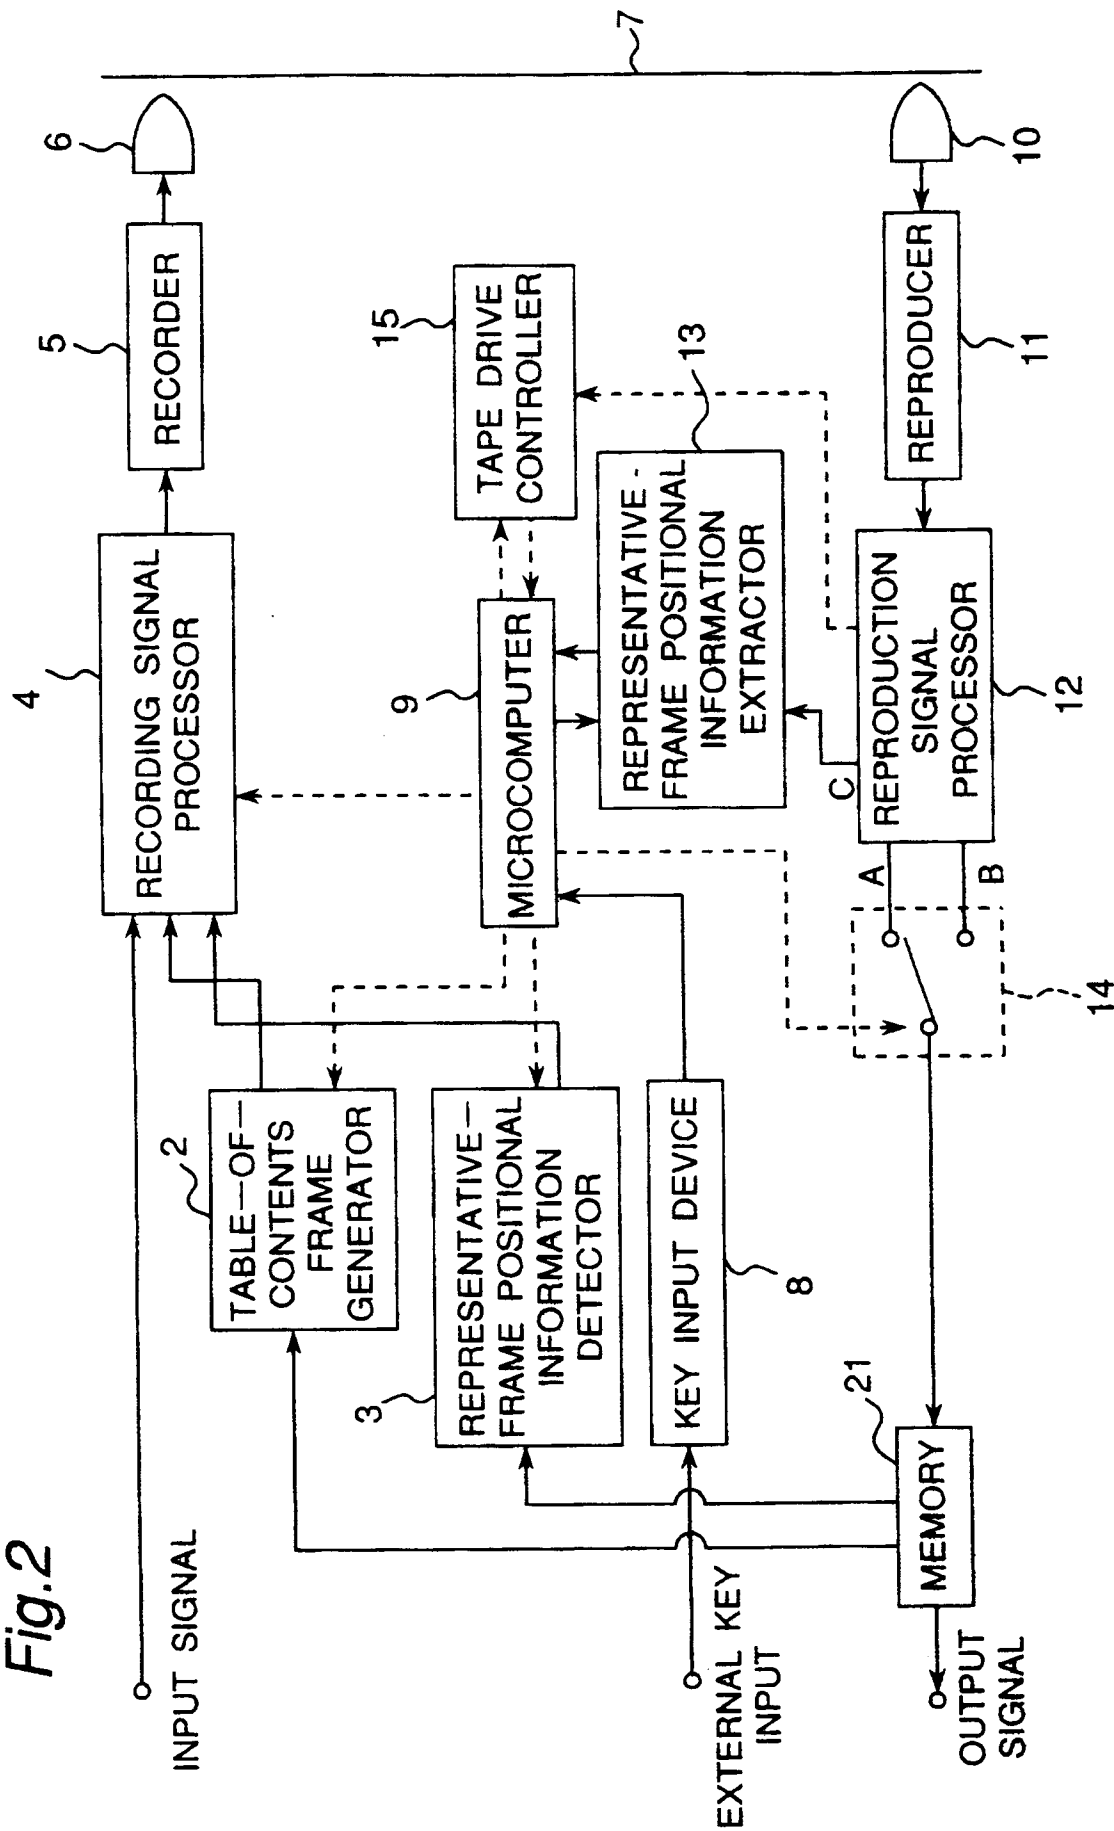 Fig.2
INPUT SIGNAL
4
RECORDING SIGNAL
PROCESSOR
5
RECORDER
6
7
2
TABLE—OF—
CONTENTS
FRAME
GENERATOR
3
REPRESENTATIVE—
FRAME POSITIONAL
INFORMATION
DETECTOR
9
MICROCOMPUTER
15
TAPE DRIVE
CONTROLLER
13
REPRESENTATIVE-
FRAME POSITIONAL
INFORMATION
EXTRACTOR
EXTERNAL KEY
INPUT
KEY INPUT DEVICE
8
OUTPUT
SIGNAL
MEMORY
21
14
A
B
C
REPRODUCTION
SIGNAL
PROCESSOR
12
REPRODUCER
11
10